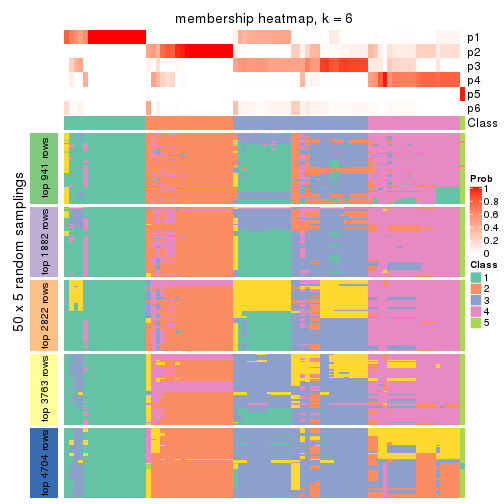 membership heatmap, k = 6
p1
p2
p3
p4
p5
p6
Class
50 x 5 random samplings
top 941 rows
top 1882 rows
top 2822 rows
top 3763 rows
top 4704 rows
Prob
1
0.8
0.6
0.4
0.2
0
Class
1
2
3
4
5